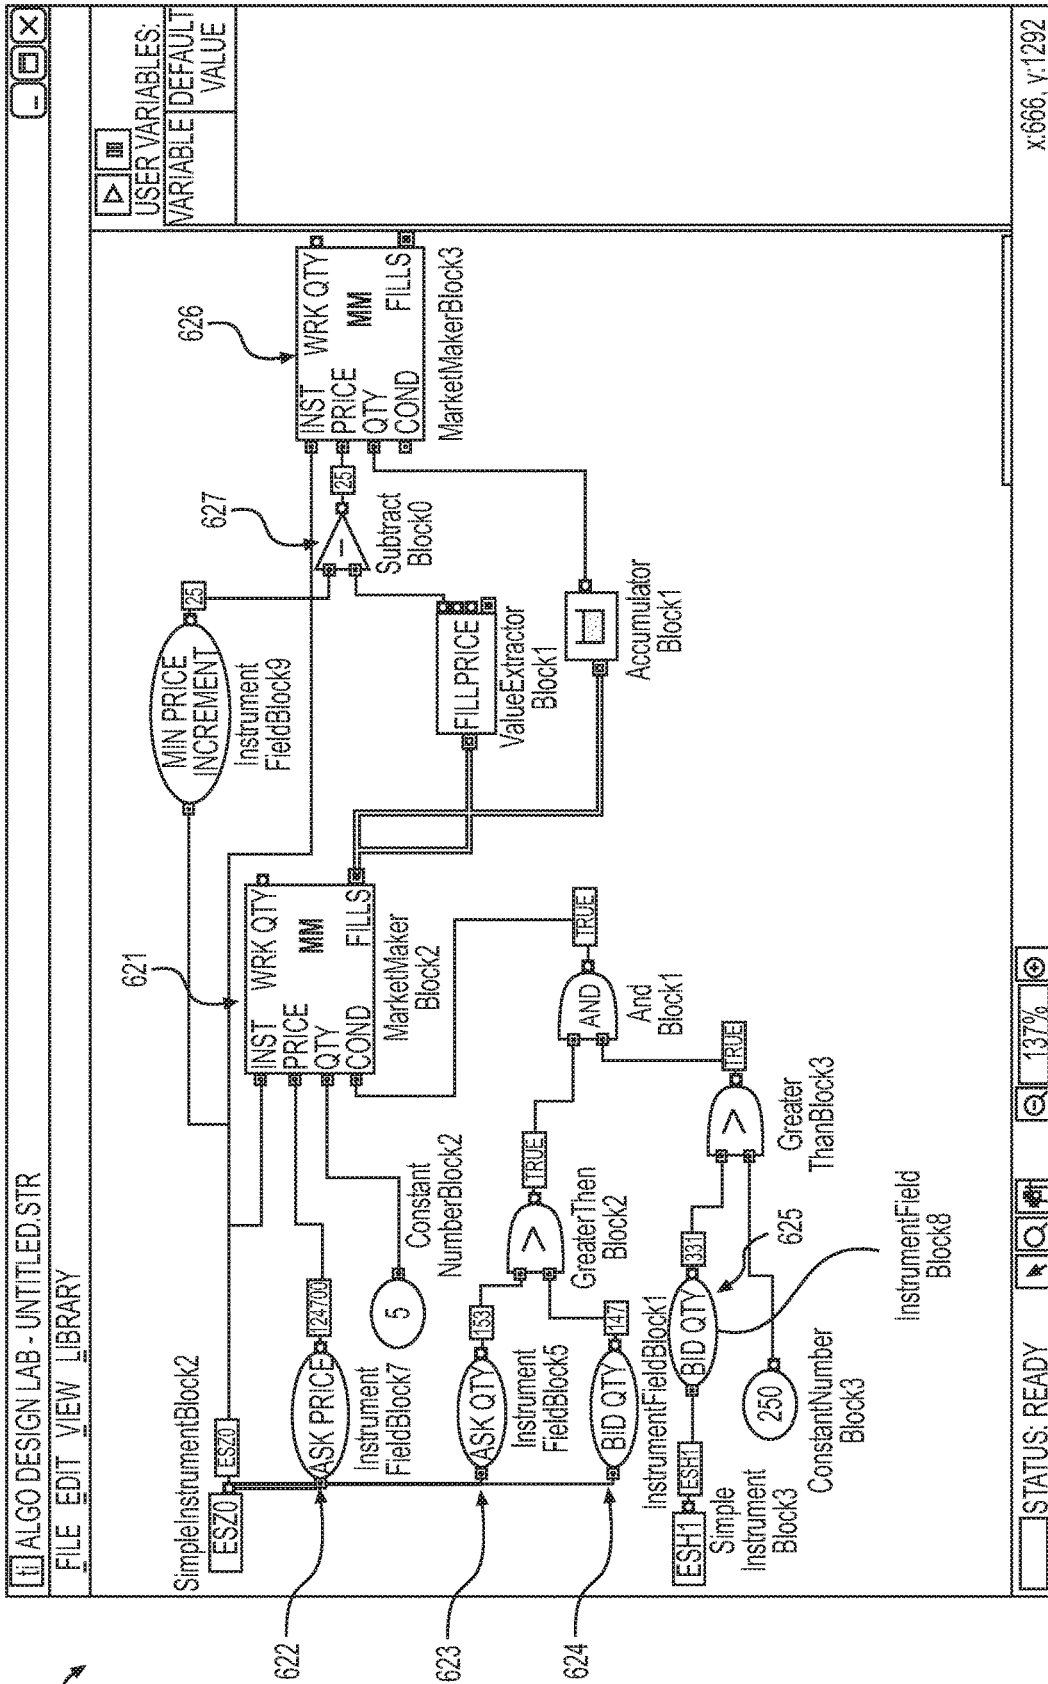 ti ALGO DESIGN LAB - UNTITLED.STR
FILE EDIT VIEW LIBRARY
USER VARIABLES:
VARIABLE
DEFAULT
VALUE
SimpleInstrumentBlock2
ESZ0
ESZ0
622
ASK PRICE
124700
Instrument
FieldBlock7
5
Constant
NumberBlock2
623
ASK QTY
153
Instrument
FieldBlock5
624
BID QTY
147
InstrumentFieldBlock1
GreaterThen
Block2
TRUE
ESH1
ESH1
Simple
Instrument
Block3
BID QTY
331
625
InstrumentField
Block8
250
ConstantNumber
Block3
Greater
ThanBlock3
TRUE
AND
And
Block1
TRUE
621
INST
PRICE
QTY
COND
WRK QTY
MM
FILLS
MarketMaker
Block2
MIN PRICE
INCREMENT
25
Instrument
FieldBlock9
FILLPRICE
ValueExtractor
Block1
Accumulator
Block1
627
Subtract
Block0
25
626
INST
PRICE
QTY
COND
WRK QTY
MM
FILLS
MarketMakerBlock3
STATUS: READY
137%
x:666, y:1292